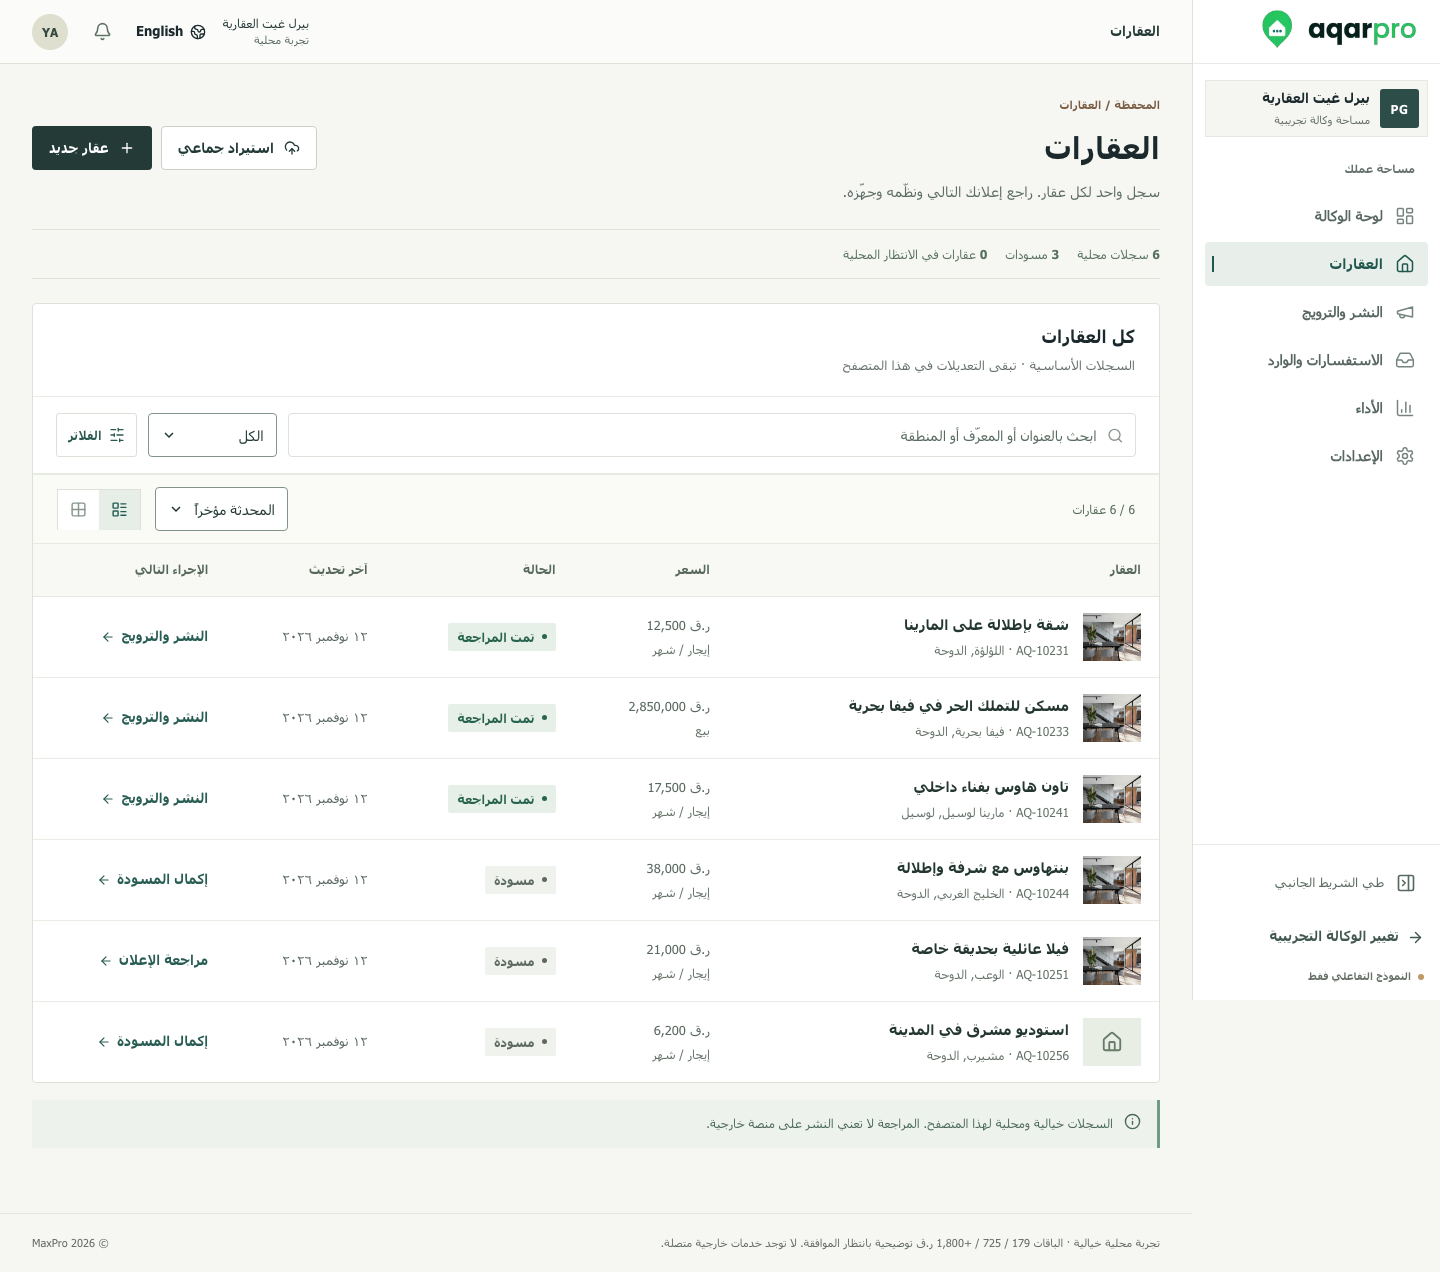 aqarpro
PG
بيرل غيت العقارية
مساحة وكالة تجريبية
مساحة عملك
لوحة الوكالة
العقارات
النشر والترويج
الاستفسارات والوارد
الأداء
الإعدادات
طي الشريط الجانبي
تغيير الوكالة التجريبية
النموذج التفاعلي فقط
العقارات
بيرل غيت العقارية
تجربة محلية
English
YA
المحفظة / العقارات
العقارات
سجل واحد لكل عقار. راجع إعلانك التالي ونظّمه وجهّزه.
استيراد جماعي
عقار جديد
6 سجلات محلية 3 مسودات 0 عقارات في الانتظار المحلية
كل العقارات
السجلات الأساسية · تبقى التعديلات في هذا المتصفح
ابحث بالعنوان أو المعرّف أو المنطقة
الكل
الفلاتر
6 / 6 عقارات
المحدثة مؤخراً
العقار السعر الحالة آخر تحديث الإجراء التالي
شقة بإطلالة على المارينا
AQ-10231 · اللؤلؤة, الدوحة
ر.ق 12,500
إيجار / شهر
تمت المراجعة
١٢ نوفمبر ٢٠٢٦
النشر والترويج
مسكن للتملك الحر في فيفا بحرية
AQ-10233 · فيفا بحرية, الدوحة
ر.ق 2,850,000
بيع
تمت المراجعة
١٢ نوفمبر ٢٠٢٦
النشر والترويج
تاون هاوس بفناء داخلي
AQ-10241 · مارينا لوسيل, لوسيل
ر.ق 17,500
إيجار / شهر
تمت المراجعة
١٢ نوفمبر ٢٠٢٦
النشر والترويج
بنتهاوس مع شرفة وإطلالة
AQ-10244 · الخليج الغربي, الدوحة
ر.ق 38,000
إيجار / شهر
مسودة
١٢ نوفمبر ٢٠٢٦
إكمال المسودة
فيلا عائلية بحديقة خاصة
AQ-10251 · الوعب, الدوحة
ر.ق 21,000
إيجار / شهر
مسودة
١٢ نوفمبر ٢٠٢٦
مراجعة الإعلان
استوديو مشرق في المدينة
AQ-10256 · مشيرب, الدوحة
ر.ق 6,200
إيجار / شهر
مسودة
١٢ نوفمبر ٢٠٢٦
إكمال المسودة
السجلات خيالية ومحلية لهذا المتصفح. المراجعة لا تعني النشر على منصة خارجية.
تجربة محلية خيالية · الباقات 179 / 725 / +1,800 ر.ق توضيحية بانتظار الموافقة. لا توجد خدمات خارجية متصلة.
© 2026 MaxPro